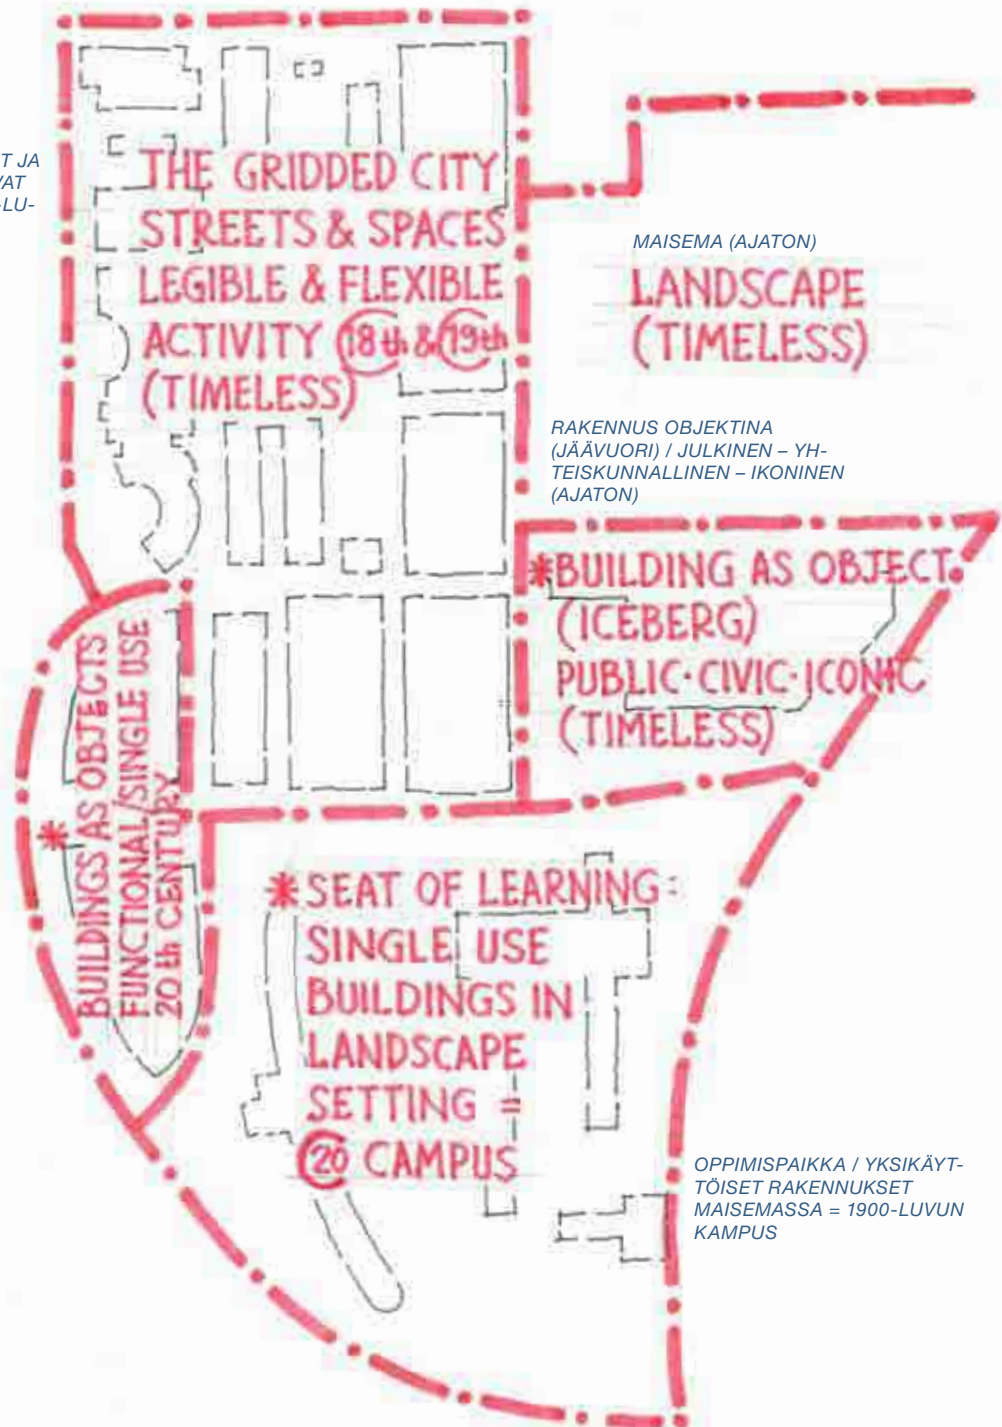 T JA
VAT
-LU-
THE GRIDDED CITY
STREETS & SPACES
LEGIBLE & FLEXIBLE
ACTIVITY 18th & 19th
(TIMELESS)
MAISEMA (AJATON)
LANDSCAPE
(TIMELESS)
RAKENNUS OBJEKTINA
(JÄÄVUORI) / JULKINEN – YH-
TEISKUNNALLINEN – IKONINEN
(AJATON)
*BUILDING AS OBJECT
(ICEBERG)
PUBLIC·CIVIC·ICONIC
(TIMELESS)
* BUILDINGS AS OBJECTS
FUNCTIONAL/SINGLE USE
20th CENTURY
* SEAT OF LEARNING:
SINGLE USE
BUILDINGS IN
LANDSCAPE
SETTING =
20 CAMPUS
OPPIMISPAIKKA / YKSIKÄYT-
TÖISET RAKENNUKSET
MAISEMASSA = 1900-LUVUN
KAMPUS